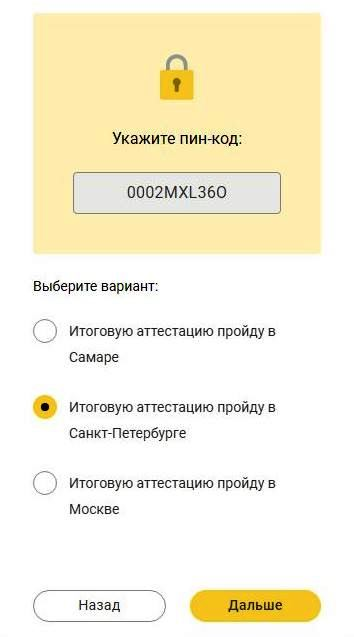 Укажите пин-код:
0002MXL36O
Выберите вариант:
Итоговую аттестацию пройду в
Самаре
Итоговую аттестацию пройду в
Санкт-Петербурге
Итоговую аттестацию пройду в
Москве
Назад
Дальше